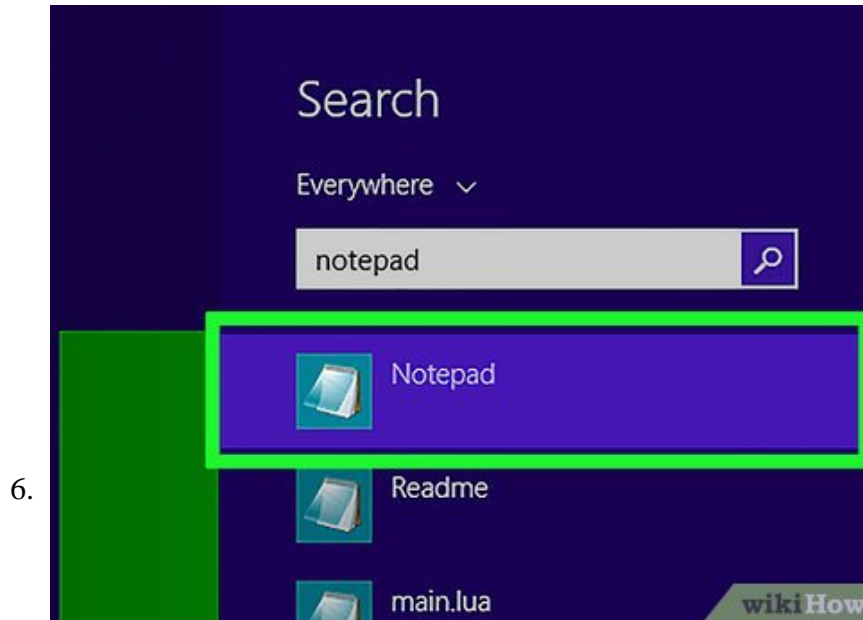 Search
Everywhere
notepad
Notepad
6.
Readme
main.lua
wikiHow